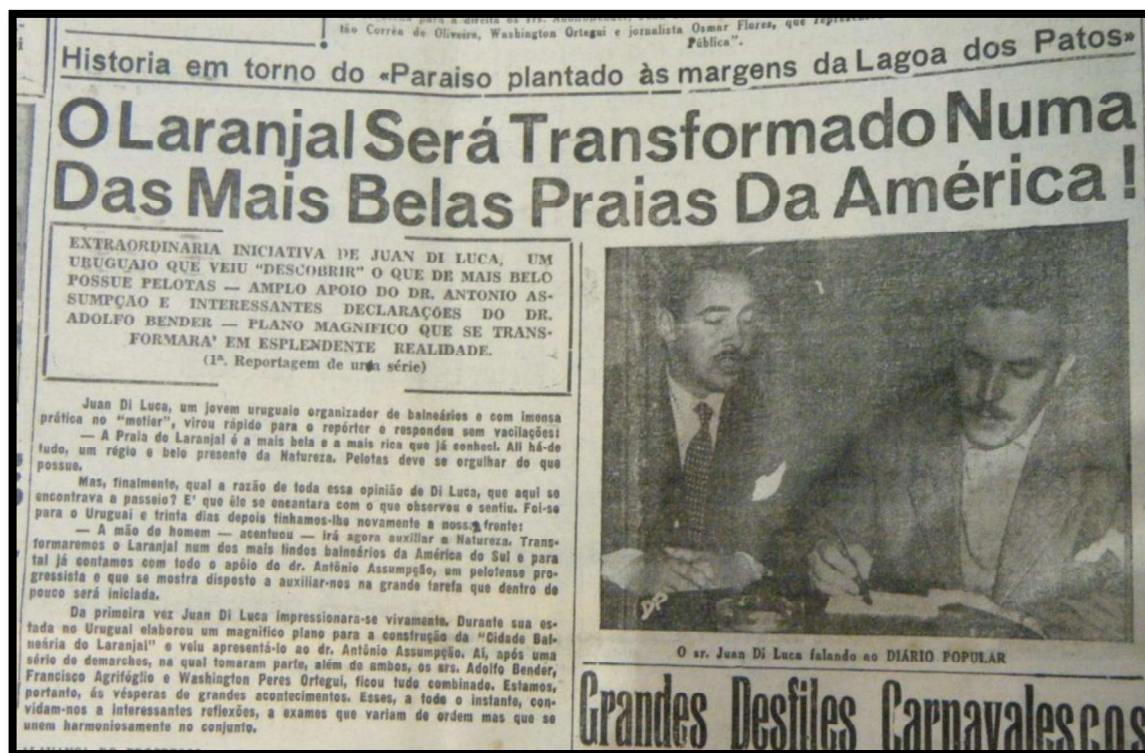 para a direita os srs.
tão Corrêa de Oliveira, Washington Ortegui e jornalista Osmar Flores, que
Pública".
Historia em torno do «Paraiso plantado às margens da Lagoa dos Patos»
O Laranjal Será Transformado Numa
Das Mais Belas Praias Da América !
EXTRAORDINARIA INICIATIVA DE JUAN DI LUCA, UM
URUGUAIO QUE VEIU "DESCOBRIR" O QUE DE MAIS BELO
POSSUE PELOTAS — AMPLO APOIO DO DR. ANTONIO AS-
SUMPÇÃO E INTERESSANTES DECLARAÇÕES DO DR.
ADOLFO BENDER — PLANO MAGNIFICO QUE SE TRANS-
FORMARA' EM ESPLENDENTE REALIDADE.
(1ª. Reportagem de uma série)
Juan Di Luca, um jovem uruguaio organizador de balneários e com imensa
prática no "metier", virou rápido para o repórter e respondeu sem vacilações:
— A Praia do Laranjal é a mais bela e a mais rica que já conheci. Ali há-de
tudo, um régio e belo presente da Natureza. Pelotas deve se orgulhar do que
possue.
Mas, finalmente, qual a razão de toda essa opinião de Di Luca, que aqui se
encontrava a passeio? E' que êle se encantara com o que observou e sentiu. Foi-se
para o Uruguai e trinta dias depois tinhamos-lhe novamente a nossa frente:
— A mão do homem — acentuou — irá agora auxiliar a Natureza. Trans-
formaremos o Laranjal num dos mais lindos balneários da América do Sul e para
tal já contamos com todo o apôio do dr. Antônio Assumpção, um pelotense pro-
gressista e que se mostra disposto a auxiliar-nos na grande tarefa que dentro de
pouco será iniciada.
Da primeira vez Juan Di Luca impressionara-se vivamente. Durante sua es-
tada no Uruguai elaborou um magnifico plano para a construção da "Cidade Bal-
neária do Laranjal" e veiu apresentá-lo ao dr. Antônio Assumpção. Aí, após uma
série de demarches, na qual tomaram parte, além de ambos, os srs. Adolfo Bender,
Francisco Agrifóglio e Washington Peres Ortegui, ficou tudo combinado. Estamos,
portanto, ás vésperas de grandes acontecimentos. Esses, a todo o instante, con-
vidam-nos a interessantes reflexões, a exames que variam de ordem mas que se
unem harmoniosamente no conjunto.
DP
O sr. Juan Di Luca falando ao DIÁRIO POPULAR
Grandes Desfiles Carnavalescos